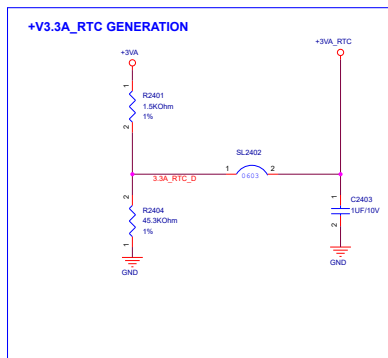 +V3.3A_RTC GENERATION
+3VA
+3VA_RTC
1
R2401
1.5KOhm
1%
2
SL2402
1
2
3.3A_RTC_D
0603
2
R2404
45.3KOhm
1%
1
GND
1
C2403
1UF/10V
2
GND